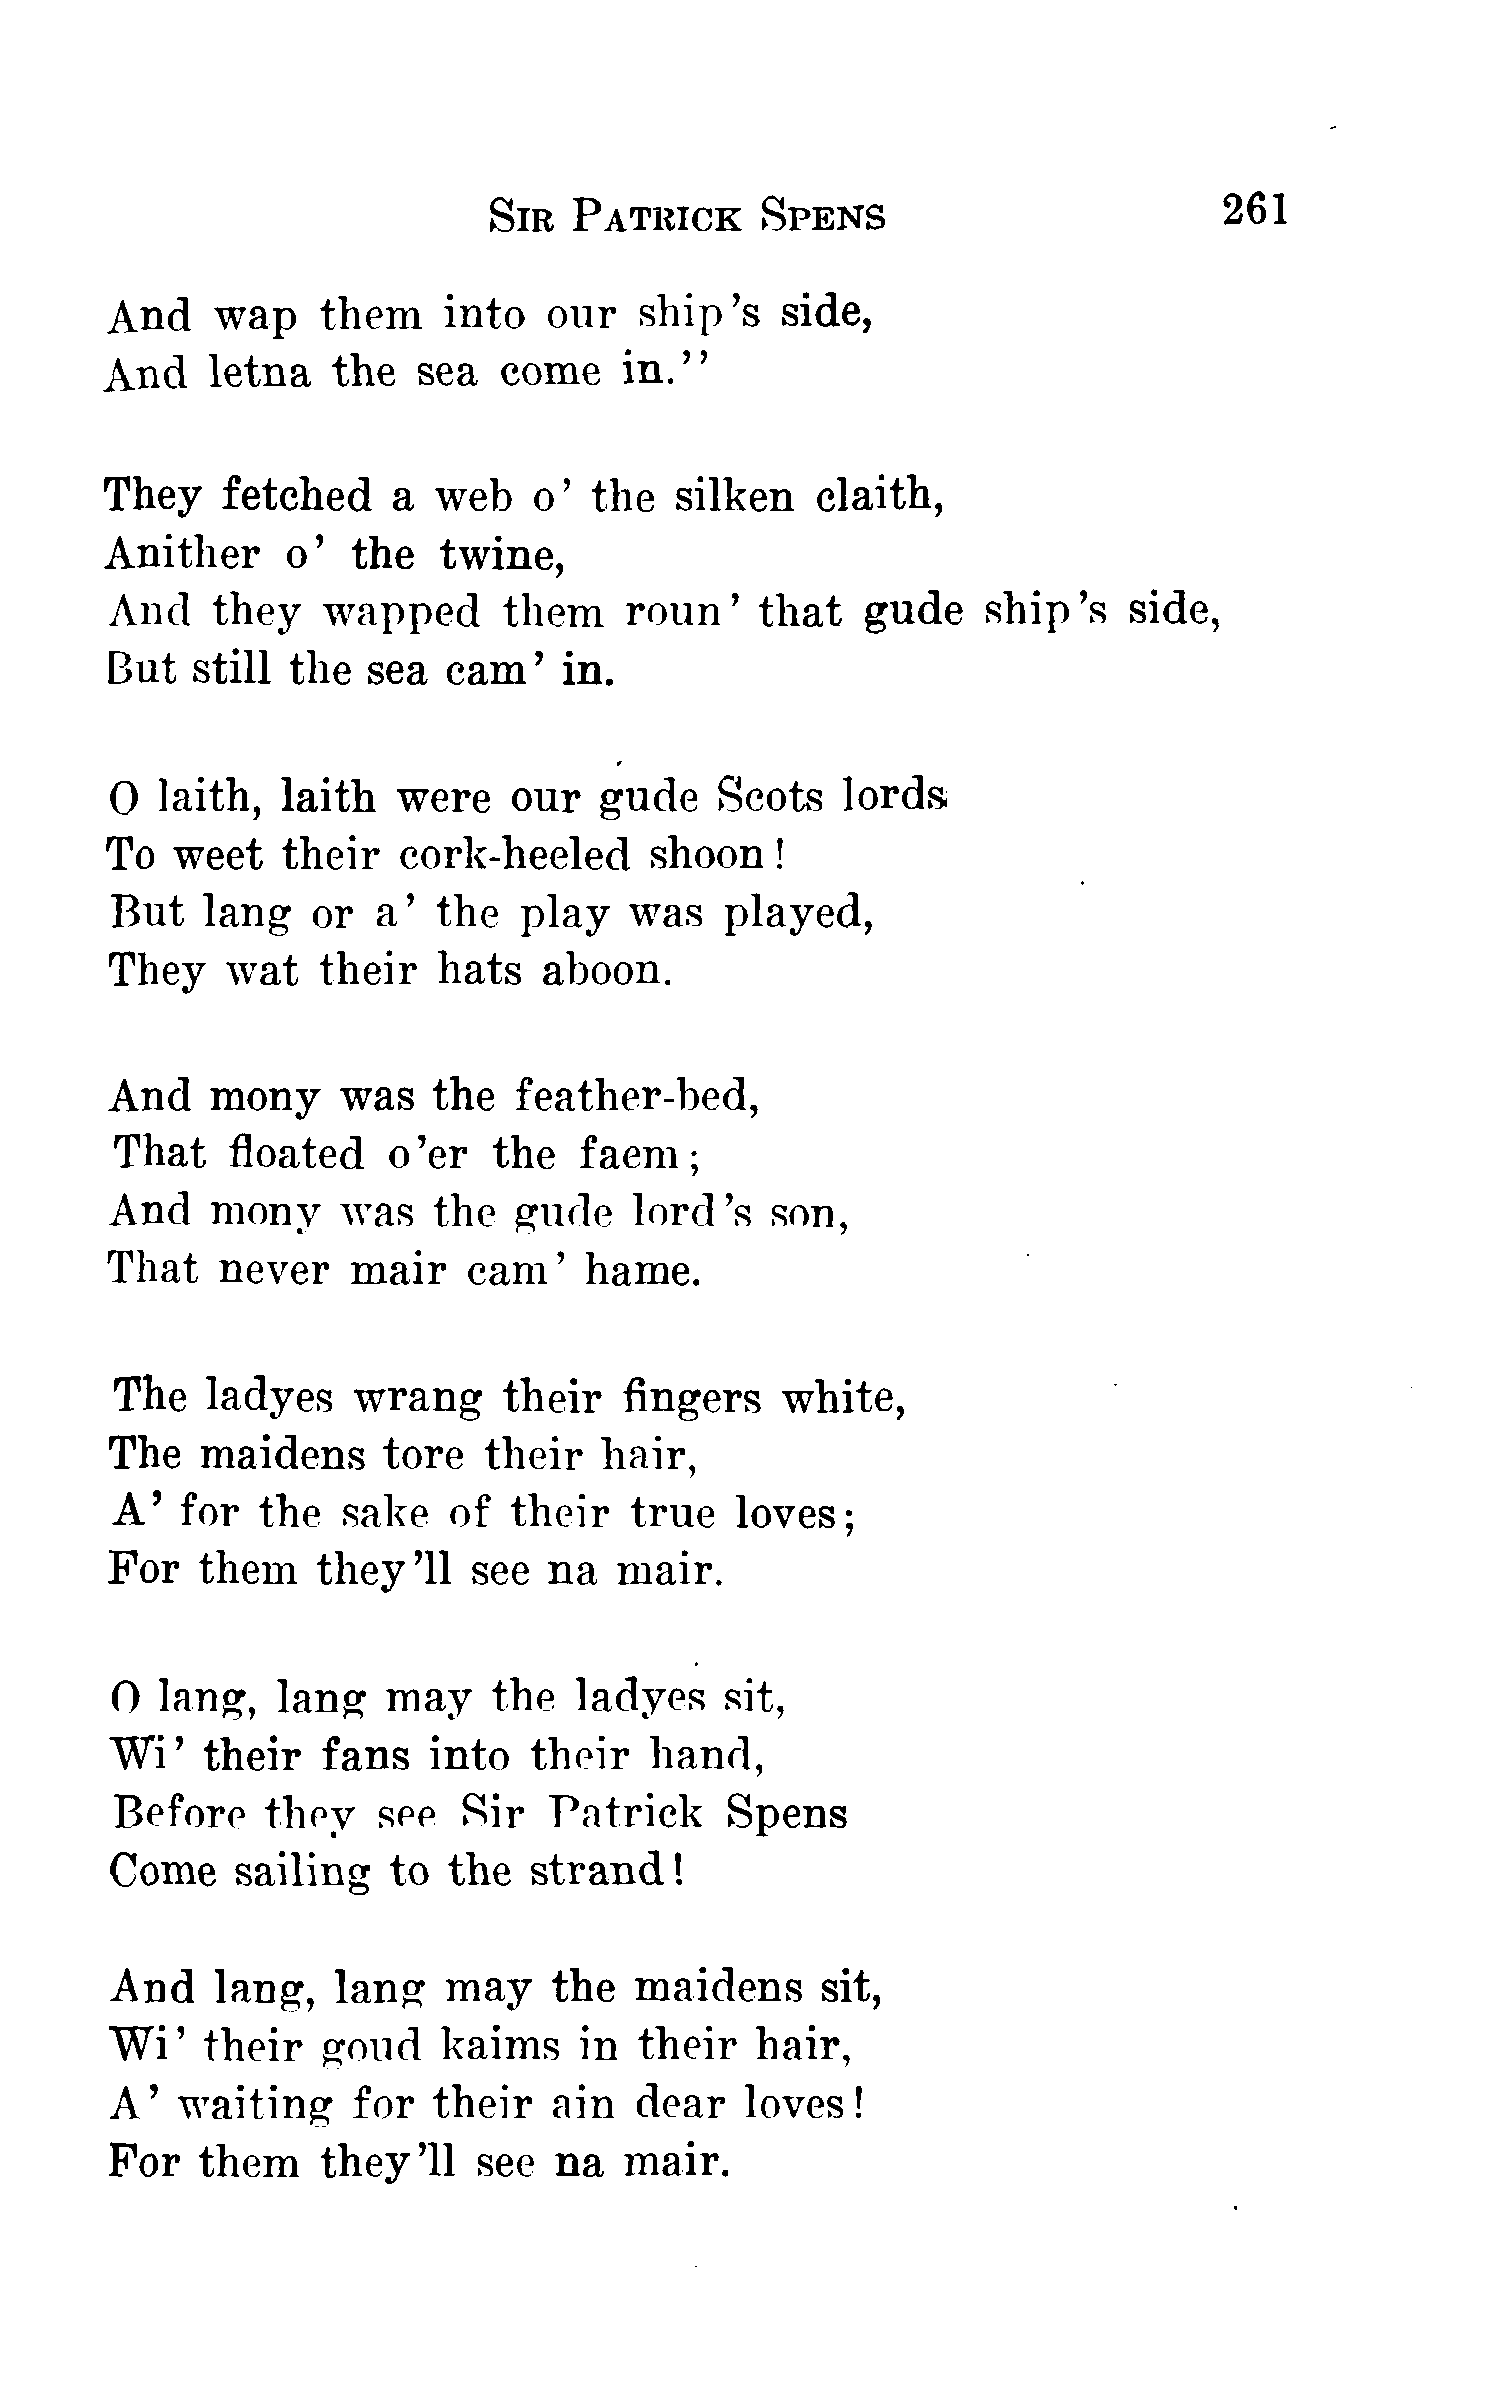 Sir Patrick Spens 261
And wap them into our ship's side,
And letna the sea come in.''
They fetched a web o' the silken claith,
Anither o' the twine,
And they wapped them roun' that gude ship's side,
But still the sea cam' in.
O laith, laith were our gude Scots lords
To weet their cork-heeled shoon!
But lang or a' the play was played,
They wat their hats aboon.
And mony was the feather-bed,
That floated o'er the faem;
And mony was the gude lord's son,
That never mair cam' hame.
The ladyes wrang their fingers white,
The maidens tore their hair,
A' for the sake of their true loves;
For them they'll see na mair.
O lang, lang may the ladyes sit,
Wi' their fans into their hand,
Before they see Sir Patrick Spens
Come sailing to the strand!
And lang, lang may the maidens sit,
Wi' their goud kaims in their hair,
A' waiting for their ain dear loves!
For them they'll see na mair.